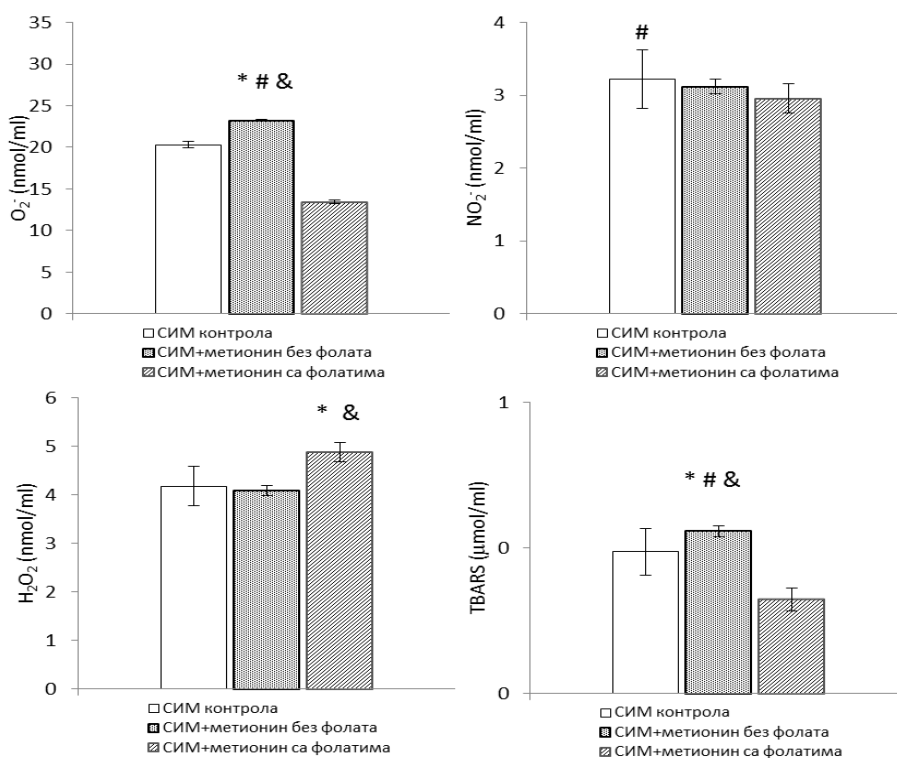 35
30
25
20
15
10
5
0
O₂⁻ (nmol/ml)
* # &
СИМ контрола
СИМ+метионин без фолата
СИМ+метионин са фолатима
4
3
2
1
0
NO₂⁻ (nmol/ml)
#
СИМ контрола
СИМ+метионин без фолата
СИМ+метионин са фолатима
6
5
4
3
2
1
0
H₂O₂ (nmol/ml)
* &
СИМ контрола
СИМ+метионин без фолата
СИМ+метионин са фолатима
1
0
0
TBARS (μmol/ml)
* # &
СИМ контрола
СИМ+метионин без фолата
СИМ+метионин са фолатима